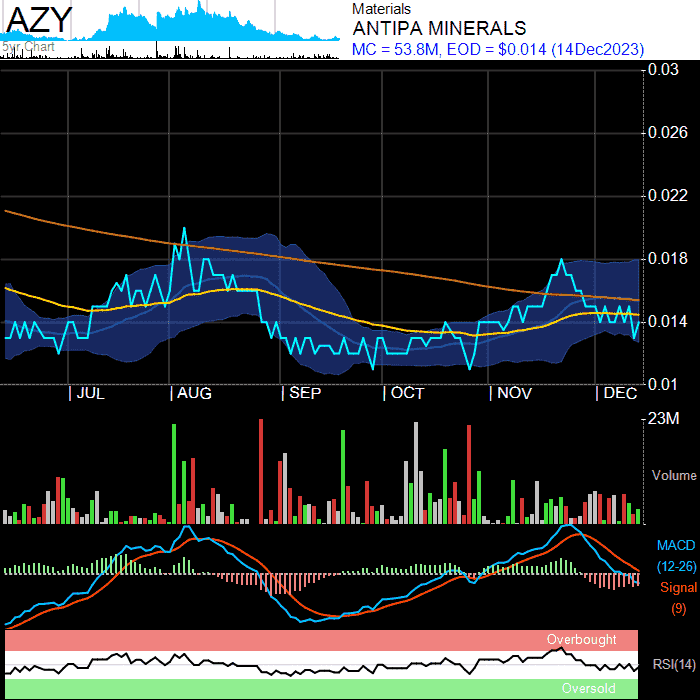 AZY
5yr Chart
Materials
ANTIPA MINERALS
MC = 53.8M, EOD = $0.014 (14Dec2023)
0.03
0.026
0.022
0.018
0.014
0.01
JUL AUG SEP OCT NOV DEC
23M
Volume
MACD
(12-26)
Signal
(9)
Overbought
RSI(14)
Oversold